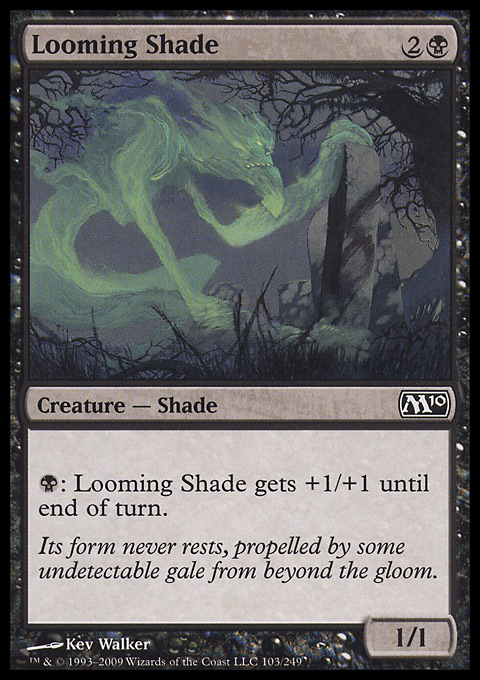 Looming Shade 2
Creature — Shade M10
: Looming Shade gets +1/+1 until
end of turn.
Its form never rests, propelled by some
undetectable gale from beyond the gloom.
1/1
Kev Walker
™ & © 1993–2009 Wizards of the Coast LLC 103/249